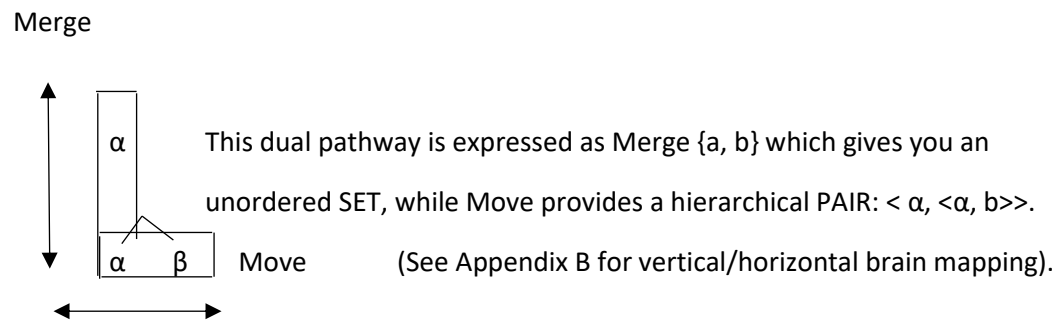 Merge
α This dual pathway is expressed as Merge {a, b} which gives you an
unordered SET, while Move provides a hierarchical PAIR: < α, <α, b>>.
α β Move (See Appendix B for vertical/horizontal brain mapping).